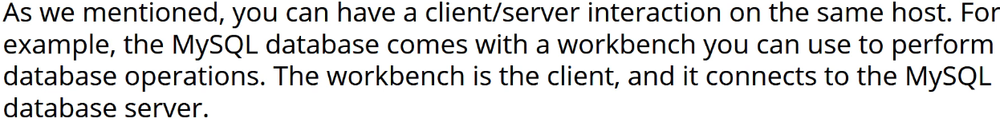 As we mentioned, you can have a client/server interaction on the same host. For
example, the MySQL database comes with a workbench you can use to perform
database operations. The workbench is the client, and it connects to the MySQL
database server.